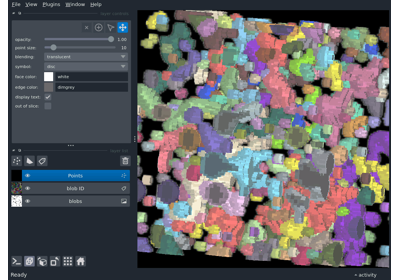 File View Plugins Window Help
opacity: 1.00
point size: 10
blending: translucent
symbol: disc
face color: white
edge color: dimgrey
display text:
out of slice:
Points
blob ID
blobs
Ready
activity